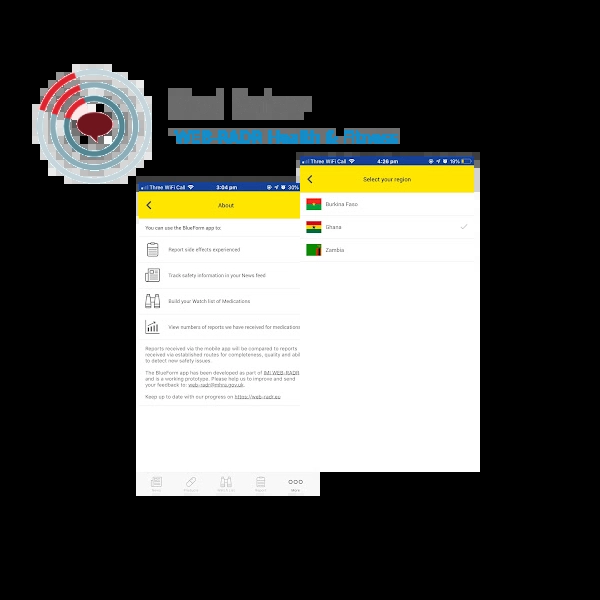 Med Safety
WEB-RADR Health & Fitness
Three WiFi Call 3:04 pm 30%
About
You can use the BlueForm app to:
Report side effects experienced
Track safety information in your News feed
Build your Watch list of Medications
View numbers of reports we have received for medications
Reports received via the mobile app will be compared to reports
received via established routes for completeness, quality and abil
to detect new safety issues.
The BlueForm app has been developed as part of IMI WEB-RADR
and is a working prototype. Please help us to improve and send
your feedback to: web-radr@mhra.gov.uk.
Keep up to date with our progress on https://web-radr.eu
News Watch List Report More
Three WiFi Call 4:26 pm 19%
Select your region
Burkina Faso
Ghana
Zambia